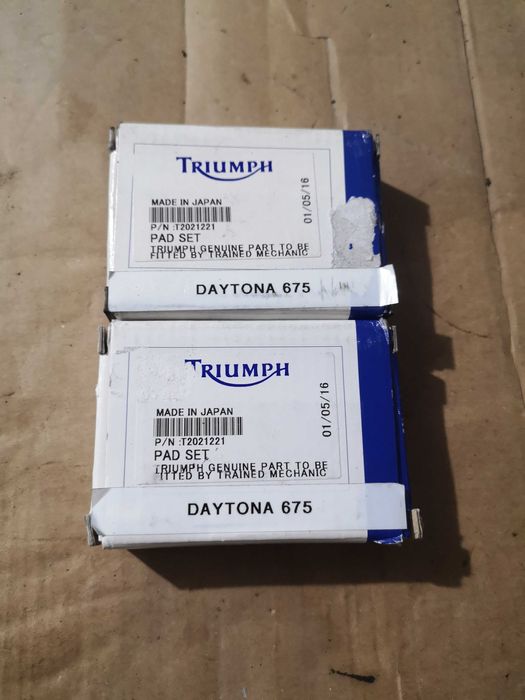 TRIUMPH
MADE IN JAPAN
01/05/16
P/N :T2021221
PAD SET
TRIUMPH GENUINE PART TO BE
FITTED BY TRAINED MECHANIC
DAYTONA 675
TRIUMPH
MADE IN JAPAN
01/05/16
P/N :T2021221
PAD SET
TRIUMPH GENUINE PART TO BE
FITTED BY TRAINED MECHANIC
DAYTONA 675